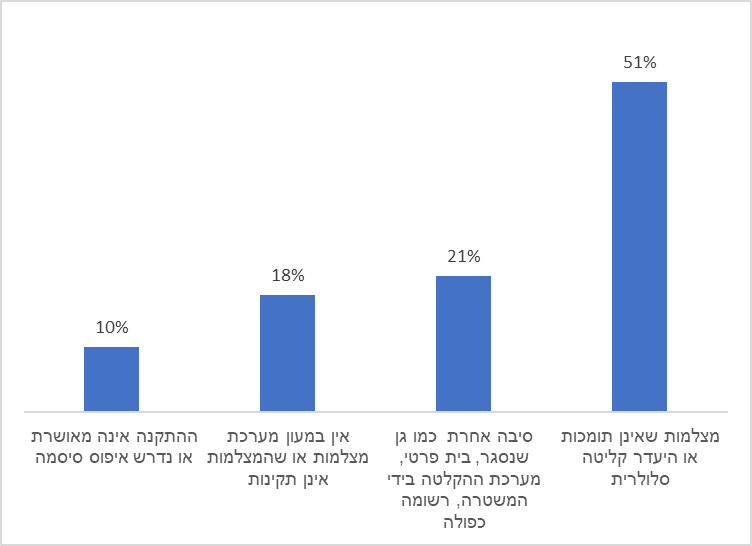 51%
21%
18%
10%
מצלמות שאינן תומכות
או היעדר קליטה
סלולרית
סיבה אחרת כמו גן
שנסגר, בית פרטי,
מערכת ההקלטה בידי
המשטרה, רשומה
כפולה
אין במעון מערכת
מצלמות או שהמצלמות
אינן תקינות
ההתקנה אינה מאושרת
או נדרש איפוס סיסמה